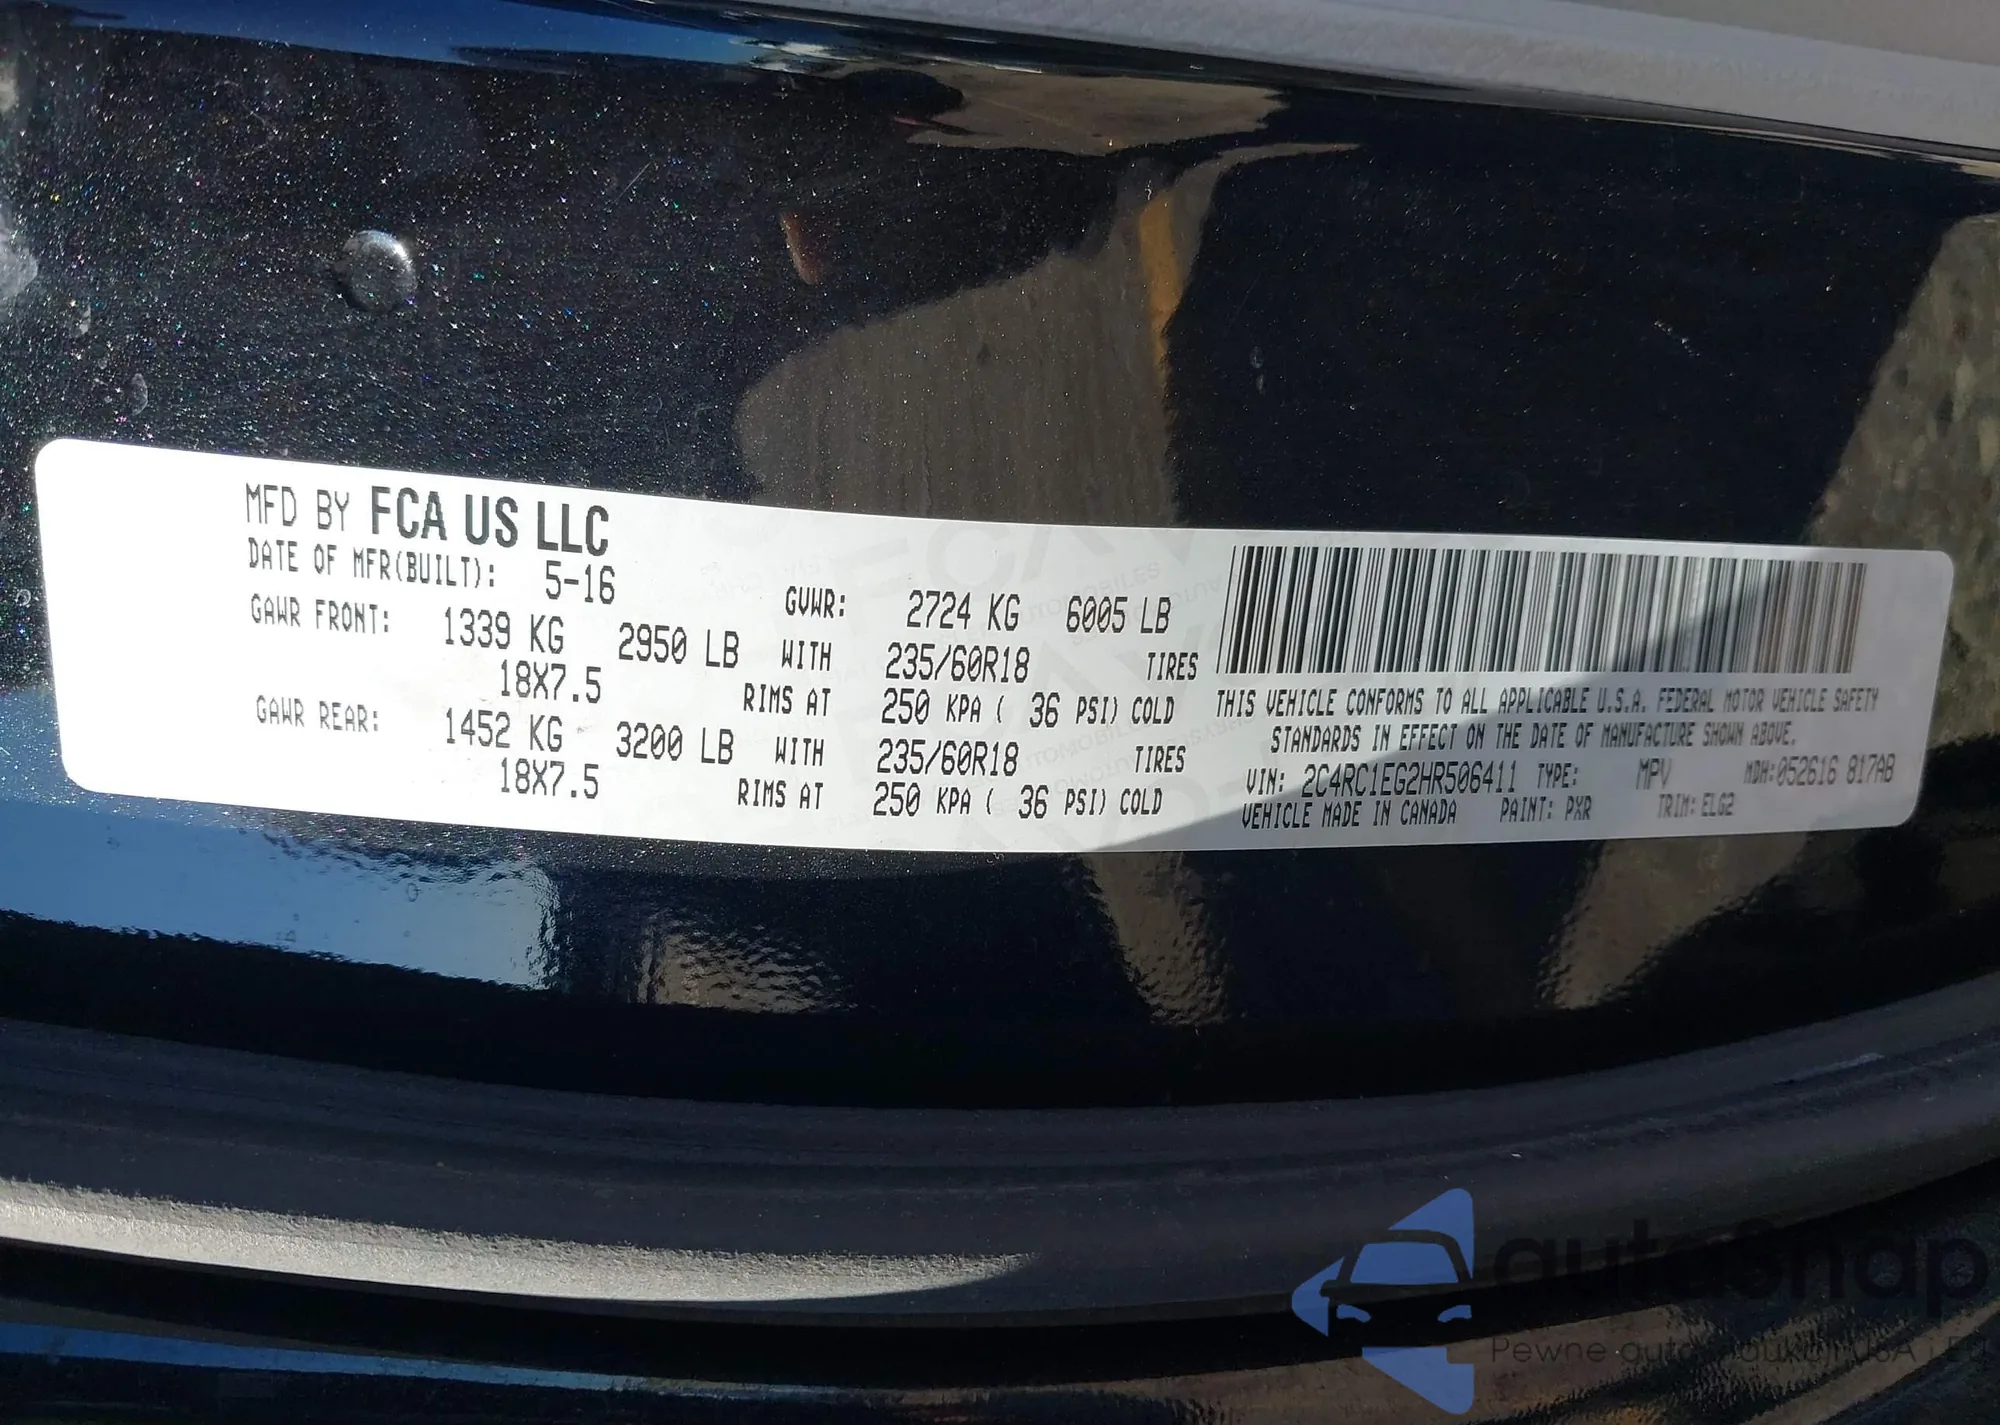 MFD BY FCA US LLC
DATE OF MFR(BUILT): 5-16 GVWR: 2724 KG 6005 LB
GAWR FRONT: 1339 KG 2950 LB WITH 235/60R18 TIRES
18X7.5 RIMS AT 250 KPA ( 36 PSI) COLD
GAWR REAR: 1452 KG 3200 LB WITH 235/60R18 TIRES
18X7.5 RIMS AT 250 KPA ( 36 PSI) COLD
THIS VEHICLE CONFORMS TO ALL APPLICABLE U.S.A. FEDERAL MOTOR VEHICLE SAFETY
STANDARDS IN EFFECT ON THE DATE OF MANUFACTURE SHOWN ABOVE.
VIN: 2C4RC1EG2HR506411 TYPE: MPV MDH:052616 817AB
VEHICLE MADE IN CANADA PAINT: PXR TRIM: ELG2
autoSnap
Pewne auto USA